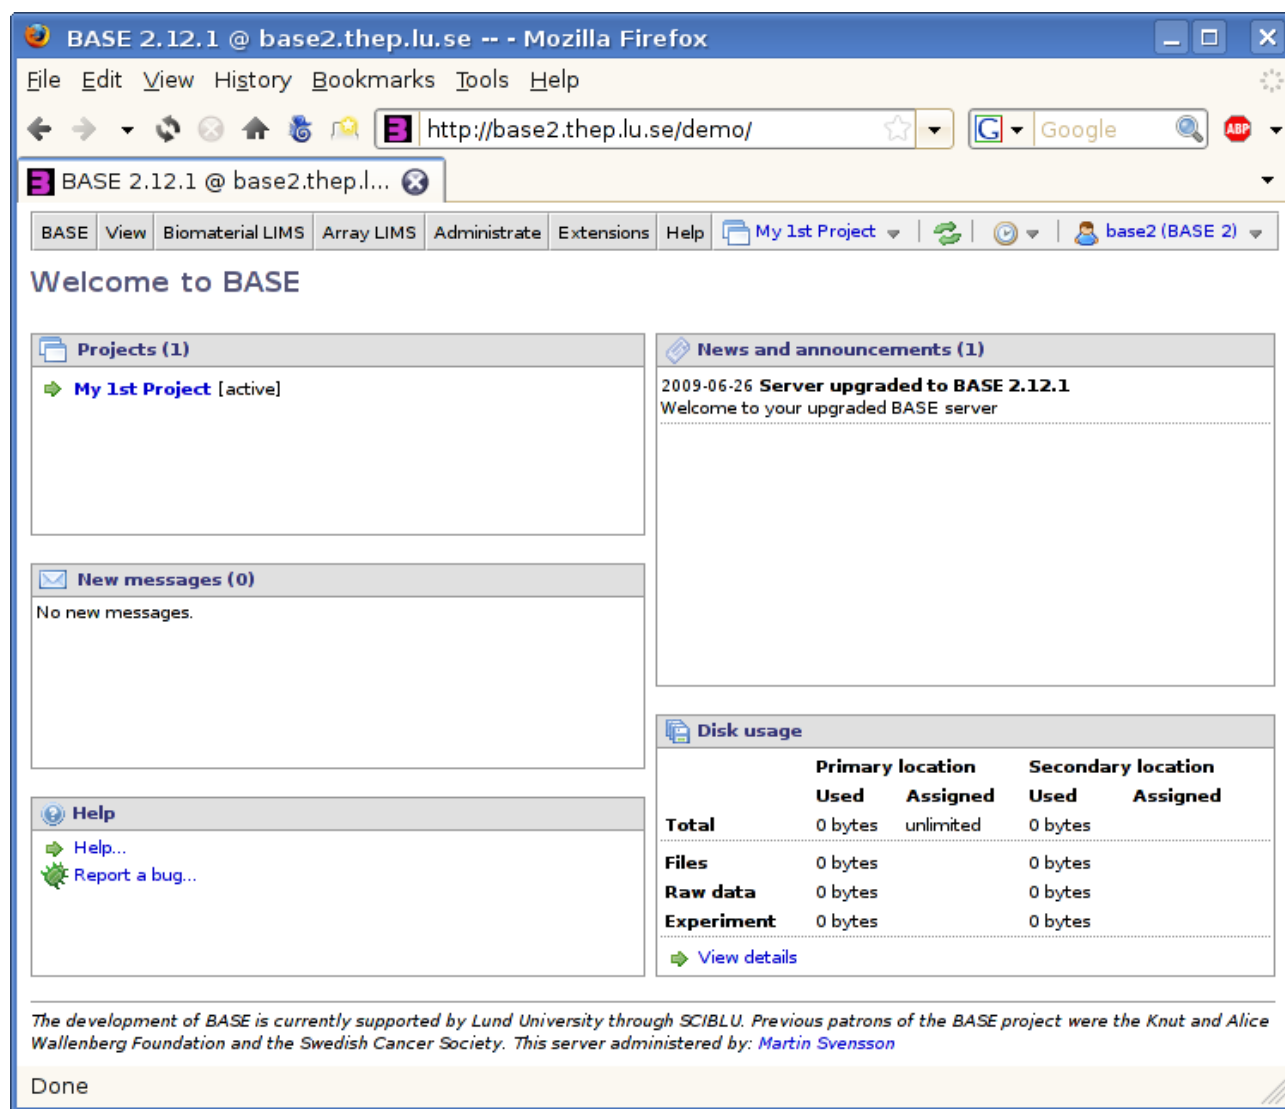 BASE 2.12.1 @ base2.thep.lu.se -- - Mozilla Firefox
File Edit View History Bookmarks Tools Help
http://base2.thep.lu.se/demo/ G Google ABP
BASE 2.12.1 @ base2.thep.l...
BASE View Biomaterial LIMS Array LIMS Administrate Extensions Help My 1st Project base2 (BASE 2)
Welcome to BASE
Projects (1)
My 1st Project [active]
New messages (0)
No new messages.
Help
Help...
Report a bug...
News and announcements (1)
2009-06-26 Server upgraded to BASE 2.12.1
Welcome to your upgraded BASE server
Disk usage
Primary location Secondary location
Used Assigned Used Assigned
Total 0 bytes unlimited 0 bytes
Files 0 bytes 0 bytes
Raw data 0 bytes 0 bytes
Experiment 0 bytes 0 bytes
View details
The development of BASE is currently supported by Lund University through SCIBLU. Previous patrons of the BASE project were the Knut and Alice
Wallenberg Foundation and the Swedish Cancer Society. This server administered by: Martin Svensson
Done